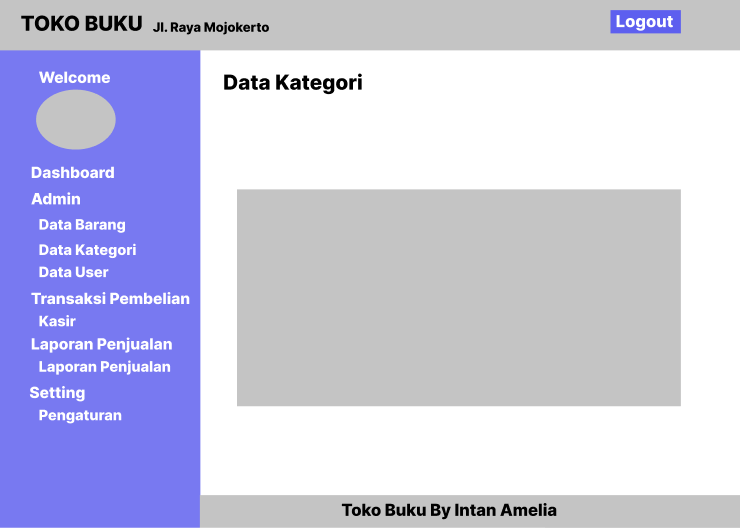 TOKO BUKU Jl. Raya Mojokerto
Logout
Welcome
Dashboard
Admin
Data Barang
Data Kategori
Data User
Transaksi Pembelian
Kasir
Laporan Penjualan
Laporan Penjualan
Setting
Pengaturan
Data Kategori
Toko Buku By Intan Amelia